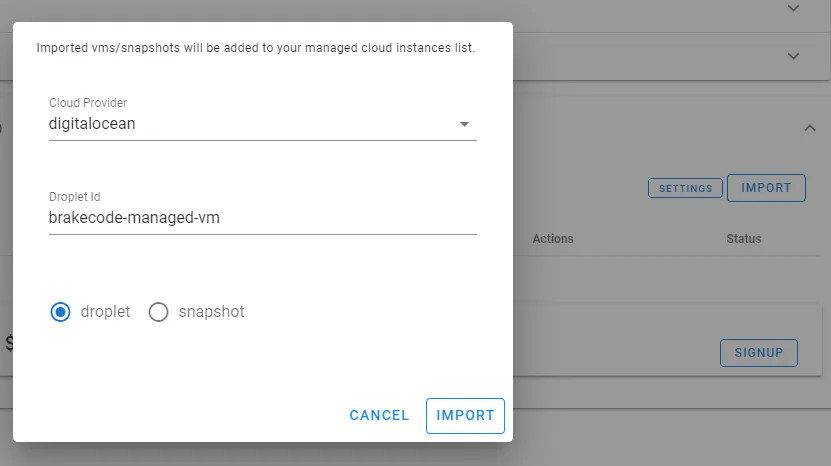 Imported vms/snapshots will be added to your managed cloud instances list.
Cloud Provider
digitalocean
Droplet Id
brakecode-managed-vm
droplet snapshot
CANCEL IMPORT
SETTINGS IMPORT
Actions Status
$
SIGNUP